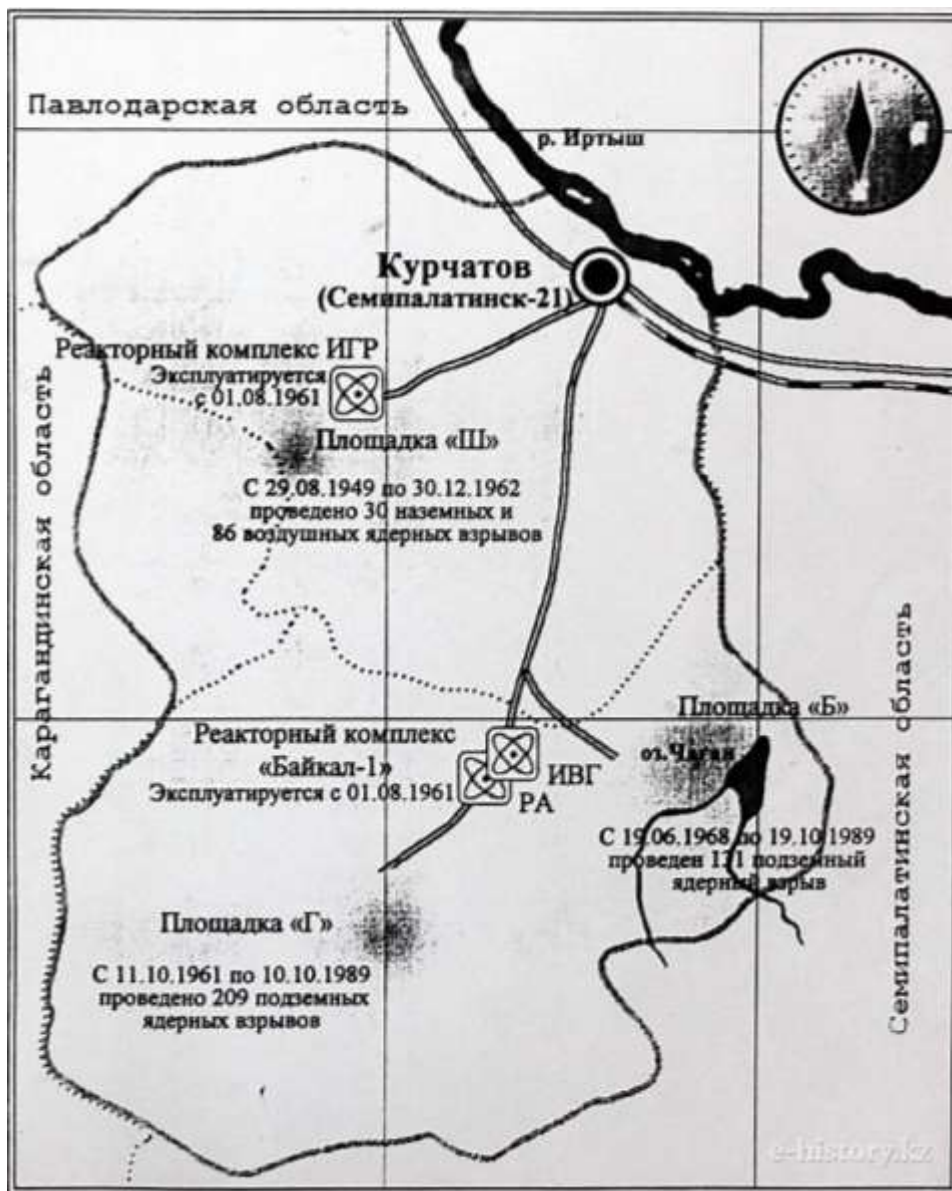 Павлодарская область
р. Иртыш
Курчатов
(Семипалатинск-21)
Реакторный комплекс ИГР
Эксплуатируется
с 01.08.1961
Площадка «Ш»
С 29.08.1949 по 30.12.1962
проведено 30 наземных и
86 воздушных ядерных взрывов
Карагандинская область
Семипалатинская область
Площадка «Б»
оз. Чаган
Реакторный комплекс
«Байкал-1»
Эксплуатируется с 01.08.1961
ИВГ
РА
С 19.06.1968 по 19.10.1989
проведен 131 подземный
ядерный взрыв
Площадка «Г»
С 11.10.1961 по 10.10.1989
проведено 209 подземных
ядерных взрывов
e-history.kz